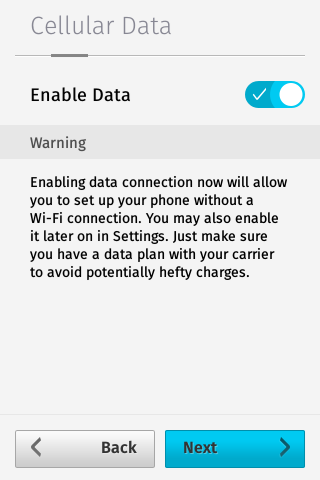 Cellular Data
Enable Data
Warning
Enabling data connection now will allow
you to set up your phone without a
Wi-Fi connection. You may also enable
it later on in Settings. Just make sure
you have a data plan with your carrier
to avoid potentially hefty charges.
Back
Next